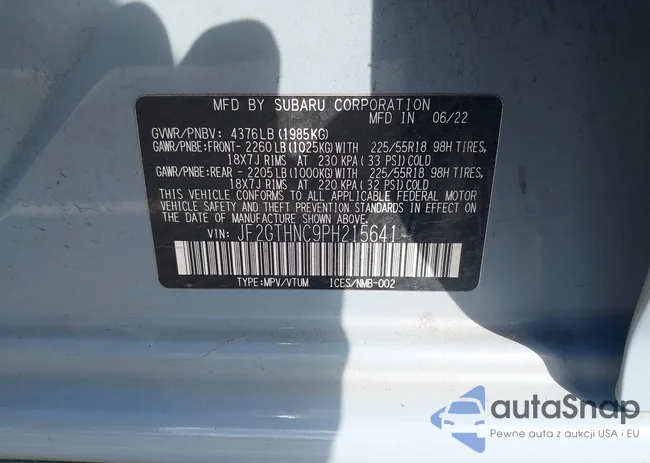 MFD BY SUBARU CORPORATION
MFD IN 06/22
GVWR/PNBV: 4376LB(1985KG)
GAWR/PNBE:FRONT- 2260LB(1025KG)WITH 225/55R18 98H TIRES,
18X7J RIMS AT 230 KPA(33 PSI)COLD
GAWR/PNBE:REAR - 2205LB(1000KG)WITH 225/55R18 98H TIRES,
18X7J RIMS AT 220 KPA(32 PSI)COLD
THIS VEHICLE CONFORMS TO ALL APPLICABLE FEDERAL MOTOR
VEHICLE SAFETY AND THEFT PREVENTION STANDARDS IN EFFECT
ON THE DATE OF MANUFACTURE SHOWN ABOVE.
VIN: JF2GTHNC9PH215641
TYPE:MPV/VTUM ICES/NMB-002
autoSnap
Pewne auta z aukcji USA i EU